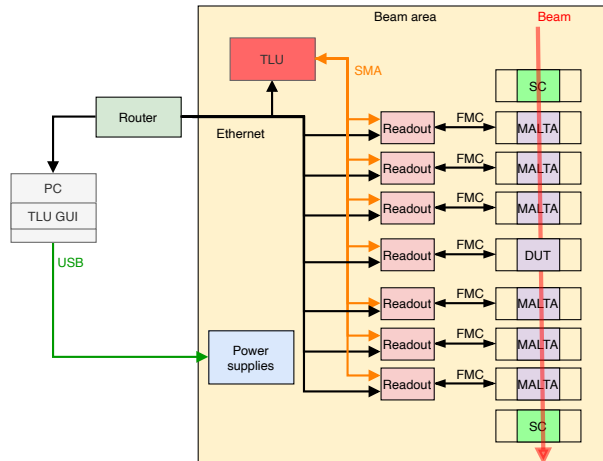 Beam area
Beam
TLU
SMA
SC
Router
Ethernet
Readout
FMC
MALTA
Readout
FMC
MALTA
PC
TLU GUI
Readout
FMC
MALTA
USB
Readout
FMC
DUT
Readout
FMC
MALTA
Power
supplies
Readout
FMC
MALTA
Readout
FMC
MALTA
SC